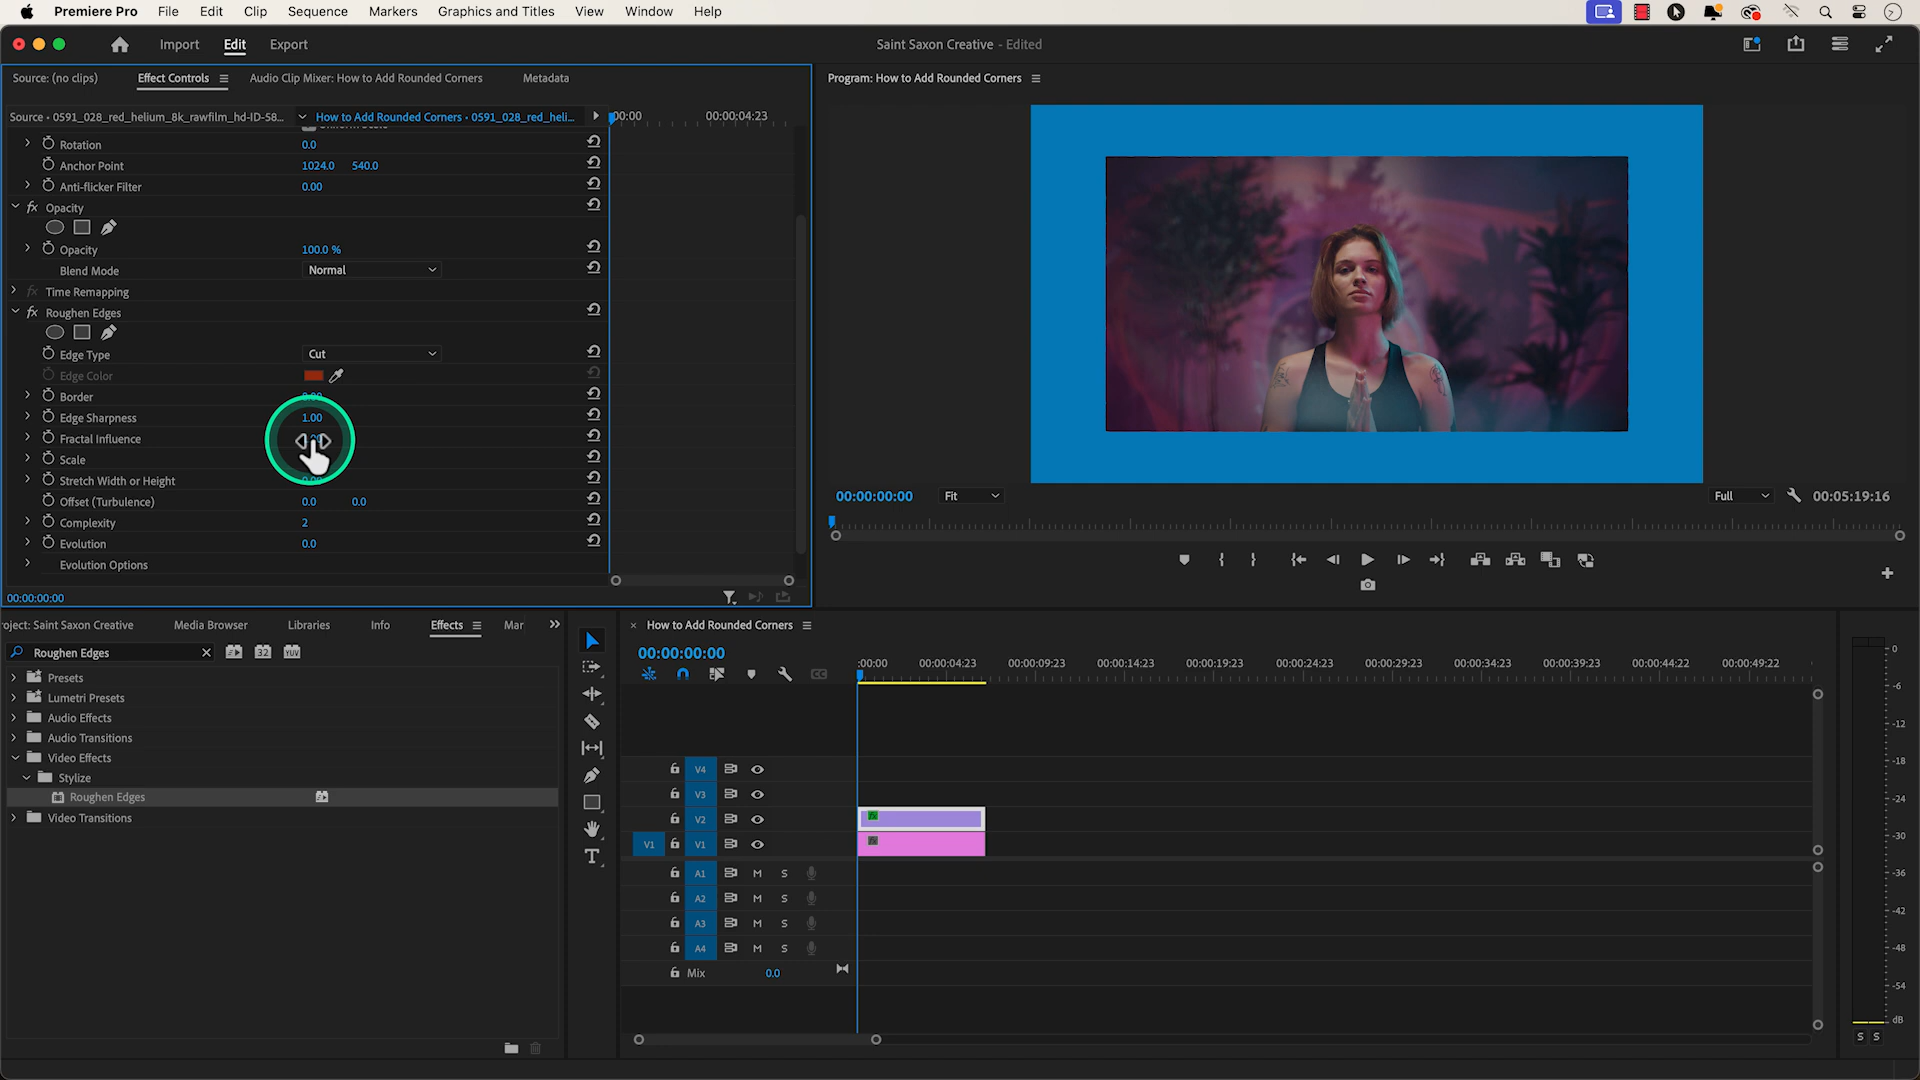 Premiere Pro File Edit Clip Sequence Markers Graphics and Titles View Window Help
Import Edit Export Saint Saxon Creative - Edited
Source: (no clips) Effect Controls Audio Clip Mixer: How to Add Rounded Corners Metadata
Source • 0591_028_red_helium_8k_rawfilm_hd-ID-S8... How to Add Rounded Corners • 0591_028_red_heli... :00:00 00:00:04:23
Rotation 0.0
Anchor Point 1024.0 540.0
Anti-flicker Filter 0.00
fx Opacity
Opacity 100.0 %
Blend Mode Normal
fx Time Remapping
fx Roughen Edges
Edge Type Cut
Edge Color
Border
Edge Sharpness 1.00
Fractal Influence
Scale
Stretch Width or Height
Offset (Turbulence) 0.0 0.0
Complexity 2
Evolution 0.0
Evolution Options
00:00:00:00
Program: How to Add Rounded Corners
00:00:00:00 Fit Full 00:05:19:16
oject: Saint Saxon Creative Media Browser Libraries Info Effects Mar
Roughen Edges 32 YUV
Presets
Lumetri Presets
Audio Effects
Audio Transitions
Video Effects
Stylize
Roughen Edges
Video Transitions
× How to Add Rounded Corners
00:00:00:00
:00:00 00:00:04:23 00:00:09:23 00:00:14:23 00:00:19:23 00:00:24:23 00:00:29:23 00:00:34:23 00:00:39:23 00:00:44:22 00:00:49:22
CC
V4
V3
V2 fx
V1 V1 fx
A1 M S
A2 M S
A3 M S
A4 M S
Mix 0.0
T
0
-6
-12
-18
-24
-30
-36
-42
-48
-54
dB
S S